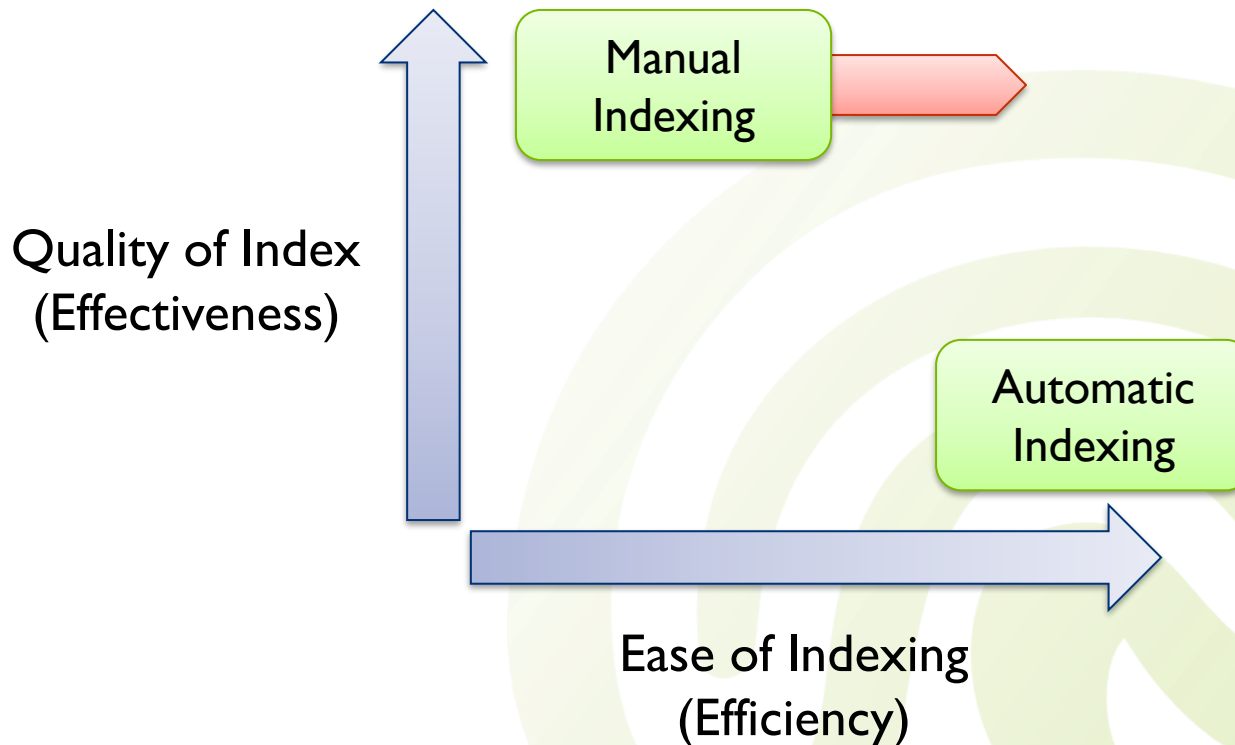 Manual
Indexing
Quality of Index
(Effectiveness)
Automatic
Indexing
Ease of Indexing
(Efficiency)